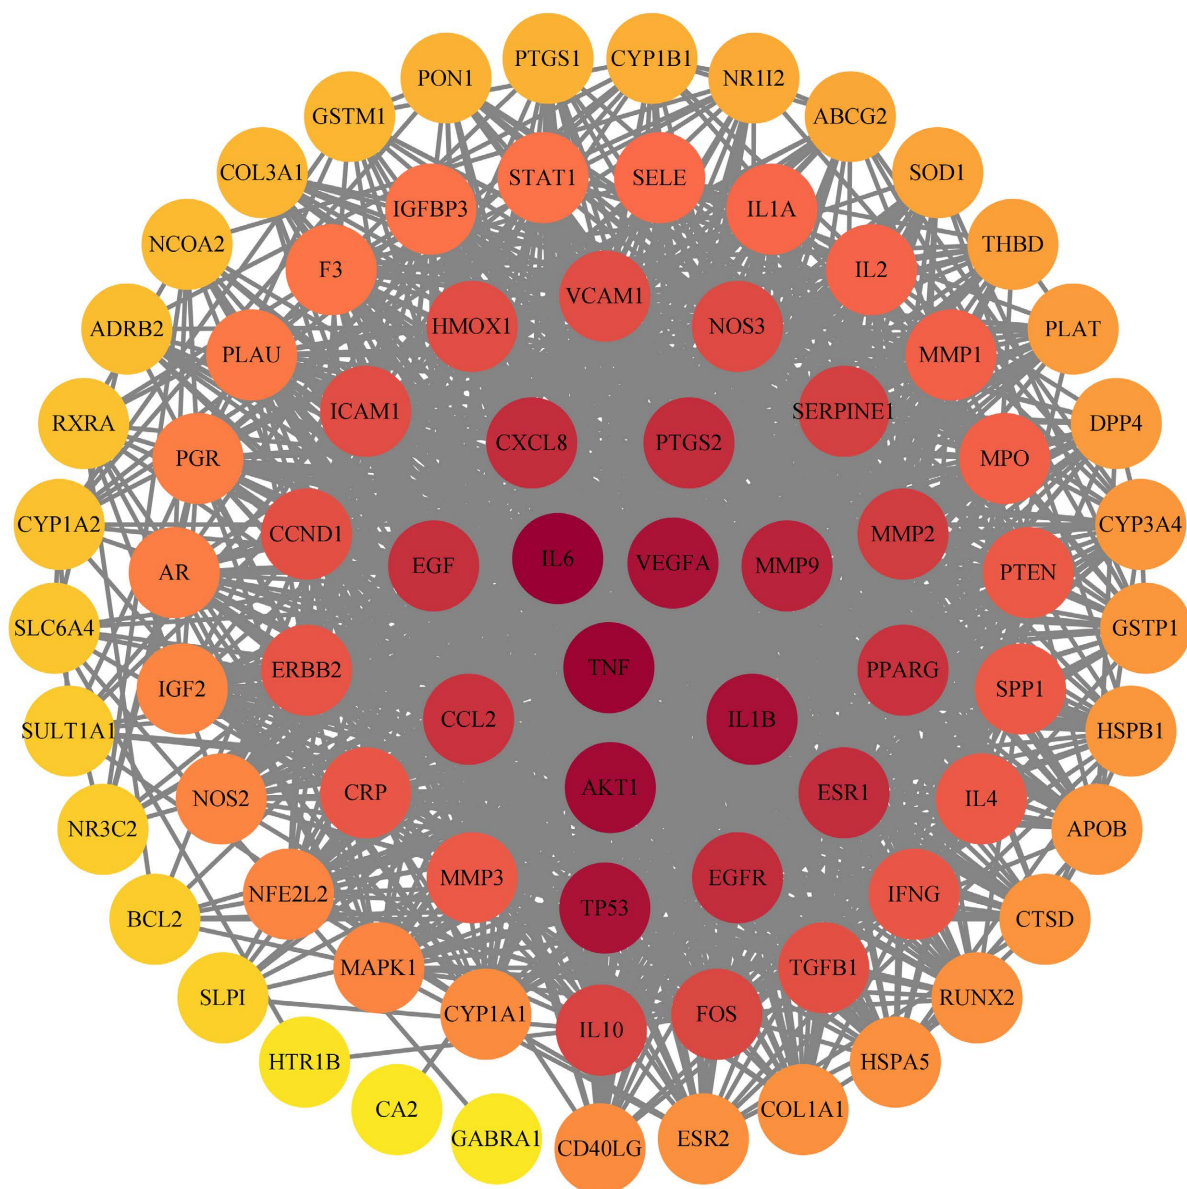 PTGS1
CYP1B1
PON1
NR1I2
GSTM1
ABCG2
COL3A1
SOD1
STAT1
SELE
IGFBP3
IL1A
NCOA2
THBD
F3
IL2
VCAM1
HMOX1
NOS3
ADRB2
PLAT
PLAU
MMP1
ICAM1
SERPINE1
RXRA
DPP4
CXCL8
PTGS2
PGR
MPO
CYP1A2
CYP3A4
CCND1
MMP2
IL6
VEGFA
MMP9
EGF
AR
PTEN
SLC6A4
GSTP1
ERBB2
TNF
PPARG
IGF2
SPP1
CCL2
IL1B
SULT1A1
HSPB1
AKT1
CRP
ESR1
NOS2
IL4
NR3C2
APOB
MMP3
EGFR
NFE2L2
IFNG
TP53
BCL2
CTSD
MAPK1
TGFB1
SLPI
RUNX2
CYP1A1
IL10
FOS
HTR1B
HSPA5
CA2
COL1A1
GABRA1
CD40LG
ESR2